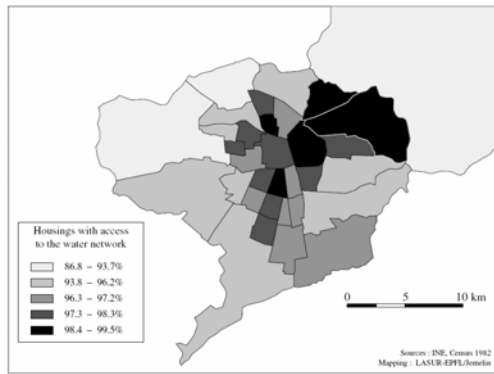 Housings with access
to the water network
86.8 – 93.7%
93.8 – 96.2%
96.3 – 97.2%
97.3 – 98.3%
98.4 – 99.5%
0 5 10 km
Sources : INE, Census 1982
Mapping : LASUR-EPFL/Jemelin